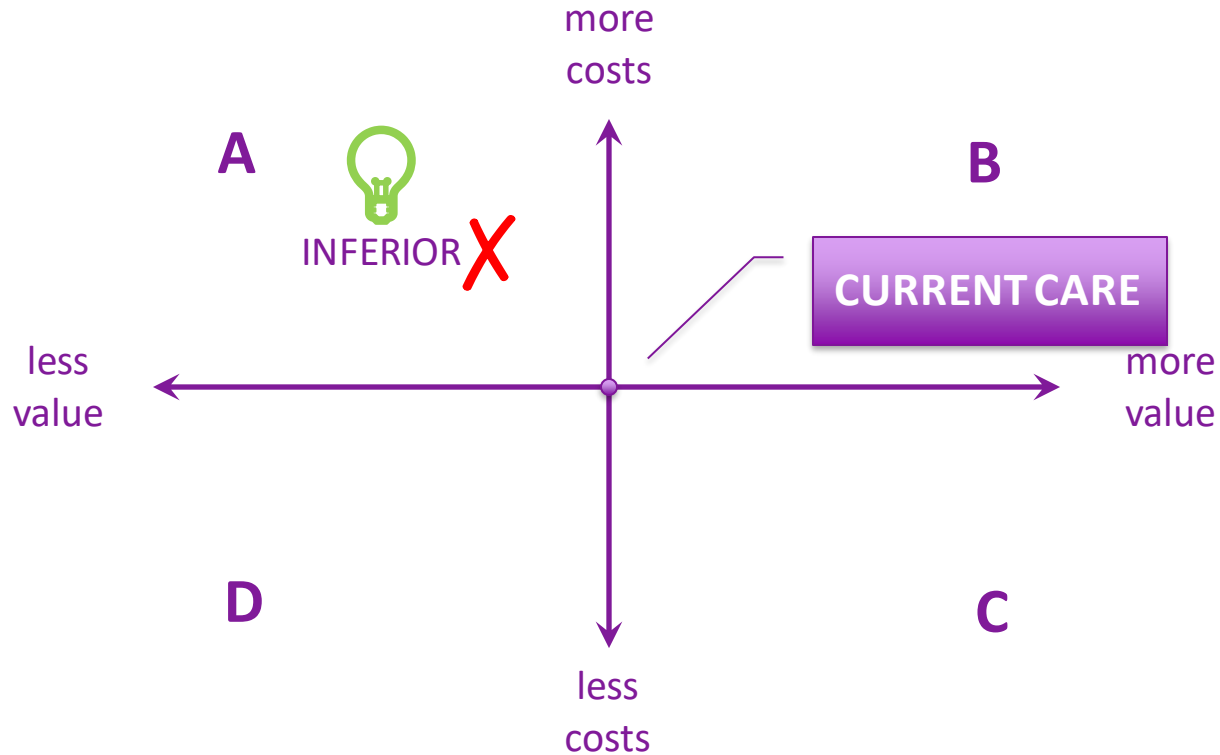 more
costs
A
B
INFERIOR
CURRENT CARE
less
value
more
value
D
C
less
costs